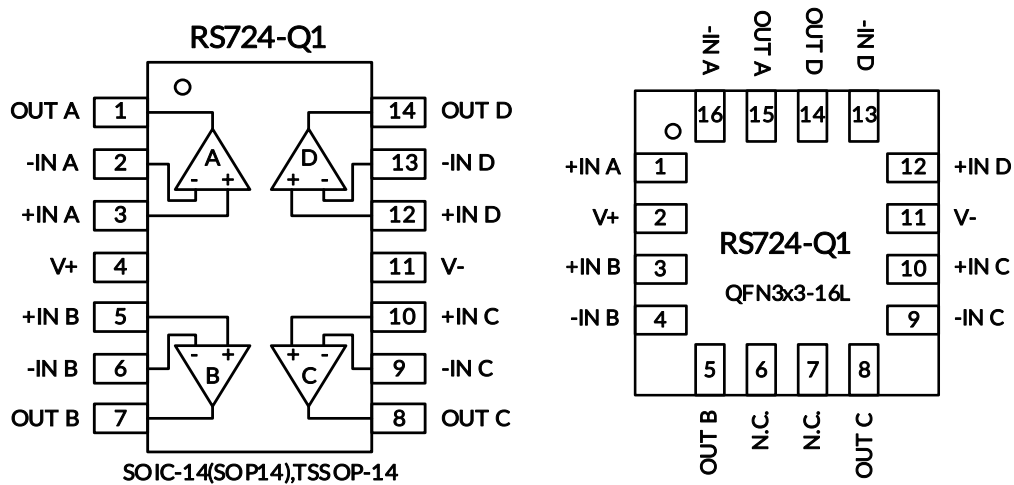 RS724-Q1
OUT A 1
14 OUT D
-IN A 2
13 -IN D
+IN A 3
12 +IN D
V+ 4
11 V-
+IN B 5
10 +IN C
-IN B 6
9 -IN C
OUT B 7
8 OUT C
A
- +
D
+ -
- +
B
+ -
C
SOIC-14(SOP14),TSSOP-14
-IN A
OUT A
OUT D
-IN D
16 15 14 13
+IN A 1
12 +IN D
V+ 2
11 V-
+IN B 3
10 +IN C
-IN B 4
9 -IN C
RS724-Q1
QFN3x3-16L
5 6 7 8
OUT B
N.C.
N.C.
OUT C